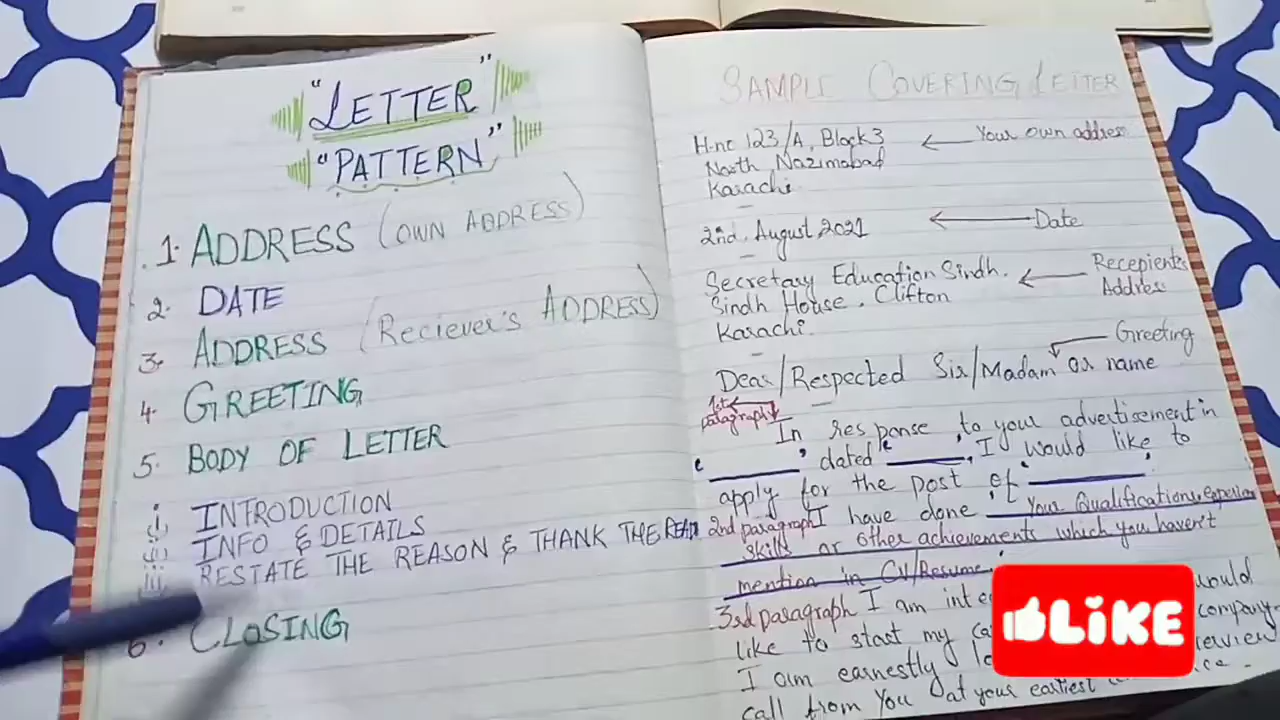 "LETTER"
"PATTERN"
1. ADDRESS (OWN ADDRESS)
2. DATE
3. ADDRESS (Reciever's ADDRESS)
4. GREETING
5. BODY OF LETTER
i) INTRODUCTION
ii) INFO & DETAILS
iii) RESTATE THE REASON & THANK THE READ
6. CLOSING
SAMPLE COVERING LETTER
H.no 123/A, Block 3 ← Your own address
North Nazimabad
Karachi
2nd, August 2021 ← Date
Secretary Education Sindh. ← Recepients Address
Sindh House, Clifton
Karachi.
Greeting
Dear/Respected Sir/Madam or name
1st paragraph
In response to your advertisement in
' ______ ' dated ' ______ ', I would like to
apply for the post of ' ______ '
2nd paragraph I have done Your Qualifications, experience
skills or other achievements which you haven't
mention in CV/Resume.
3rd paragraph I am would
like to start my company.
I am earnestly
call from You at your earliest
LIKE